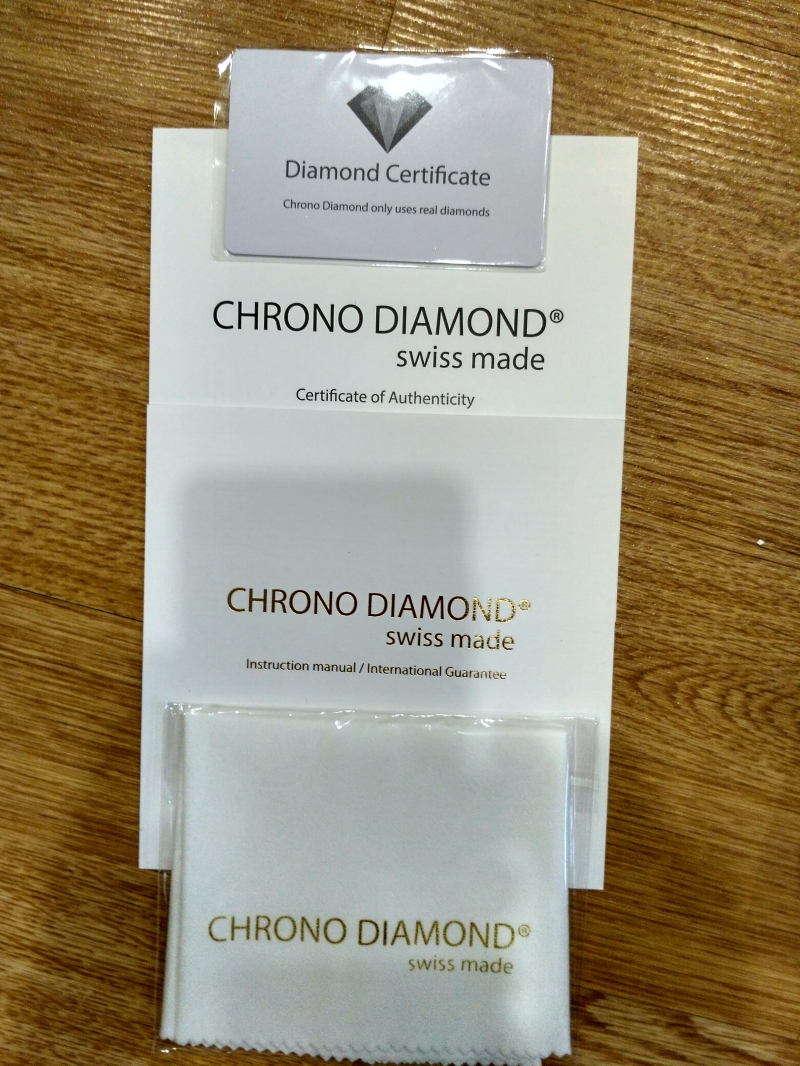 Diamond Certificate
Chrono Diamond only uses real diamonds
CHRONO DIAMOND®
swiss made
Certificate of Authenticity
CHRONO DIAMOND®
swiss made
Instruction manual / International Guarantee
CHRONO DIAMOND®
swiss made